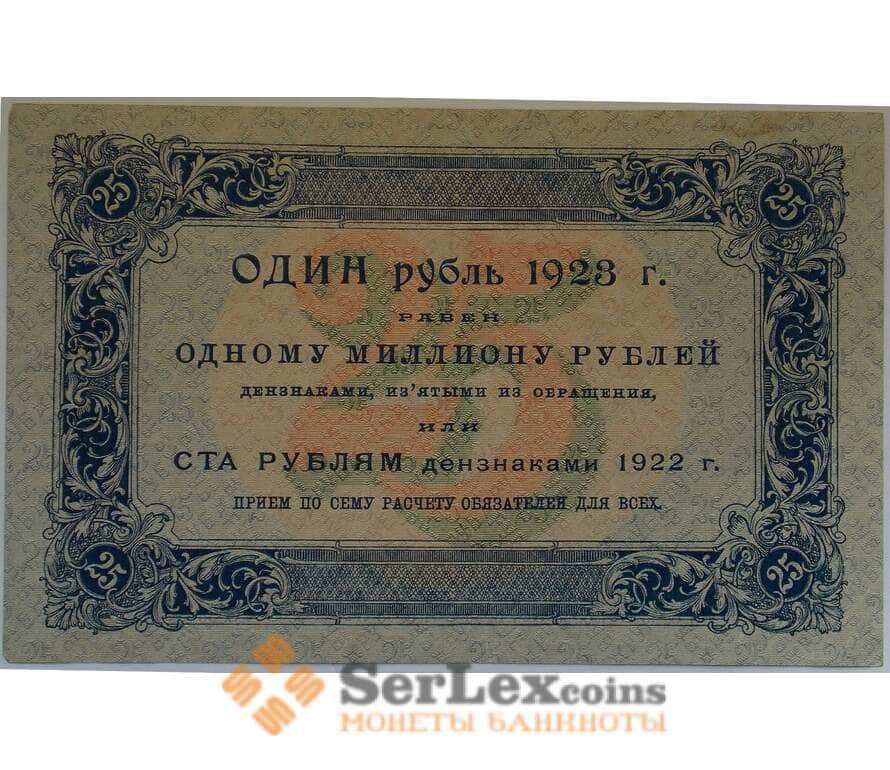 25 25
ОДИН рубль 1923 г.
РАВЕН
ОДНОМУ МИЛЛИОНУ РУБЛЕЙ
ДЕНЗНАКАМИ, ИЗ'ЯТЫМИ ИЗ ОБРАЩЕНИЯ,
ИЛИ
СТА РУБЛЯМ дензнаками 1922 г.
ПРИЕМ ПО СЕМУ РАСЧЕТУ ОБЯЗАТЕЛЕН ДЛЯ ВСЕХ.
25
25 25
SerLexcoins
МОНЕТЫ БАНКНОТЫ